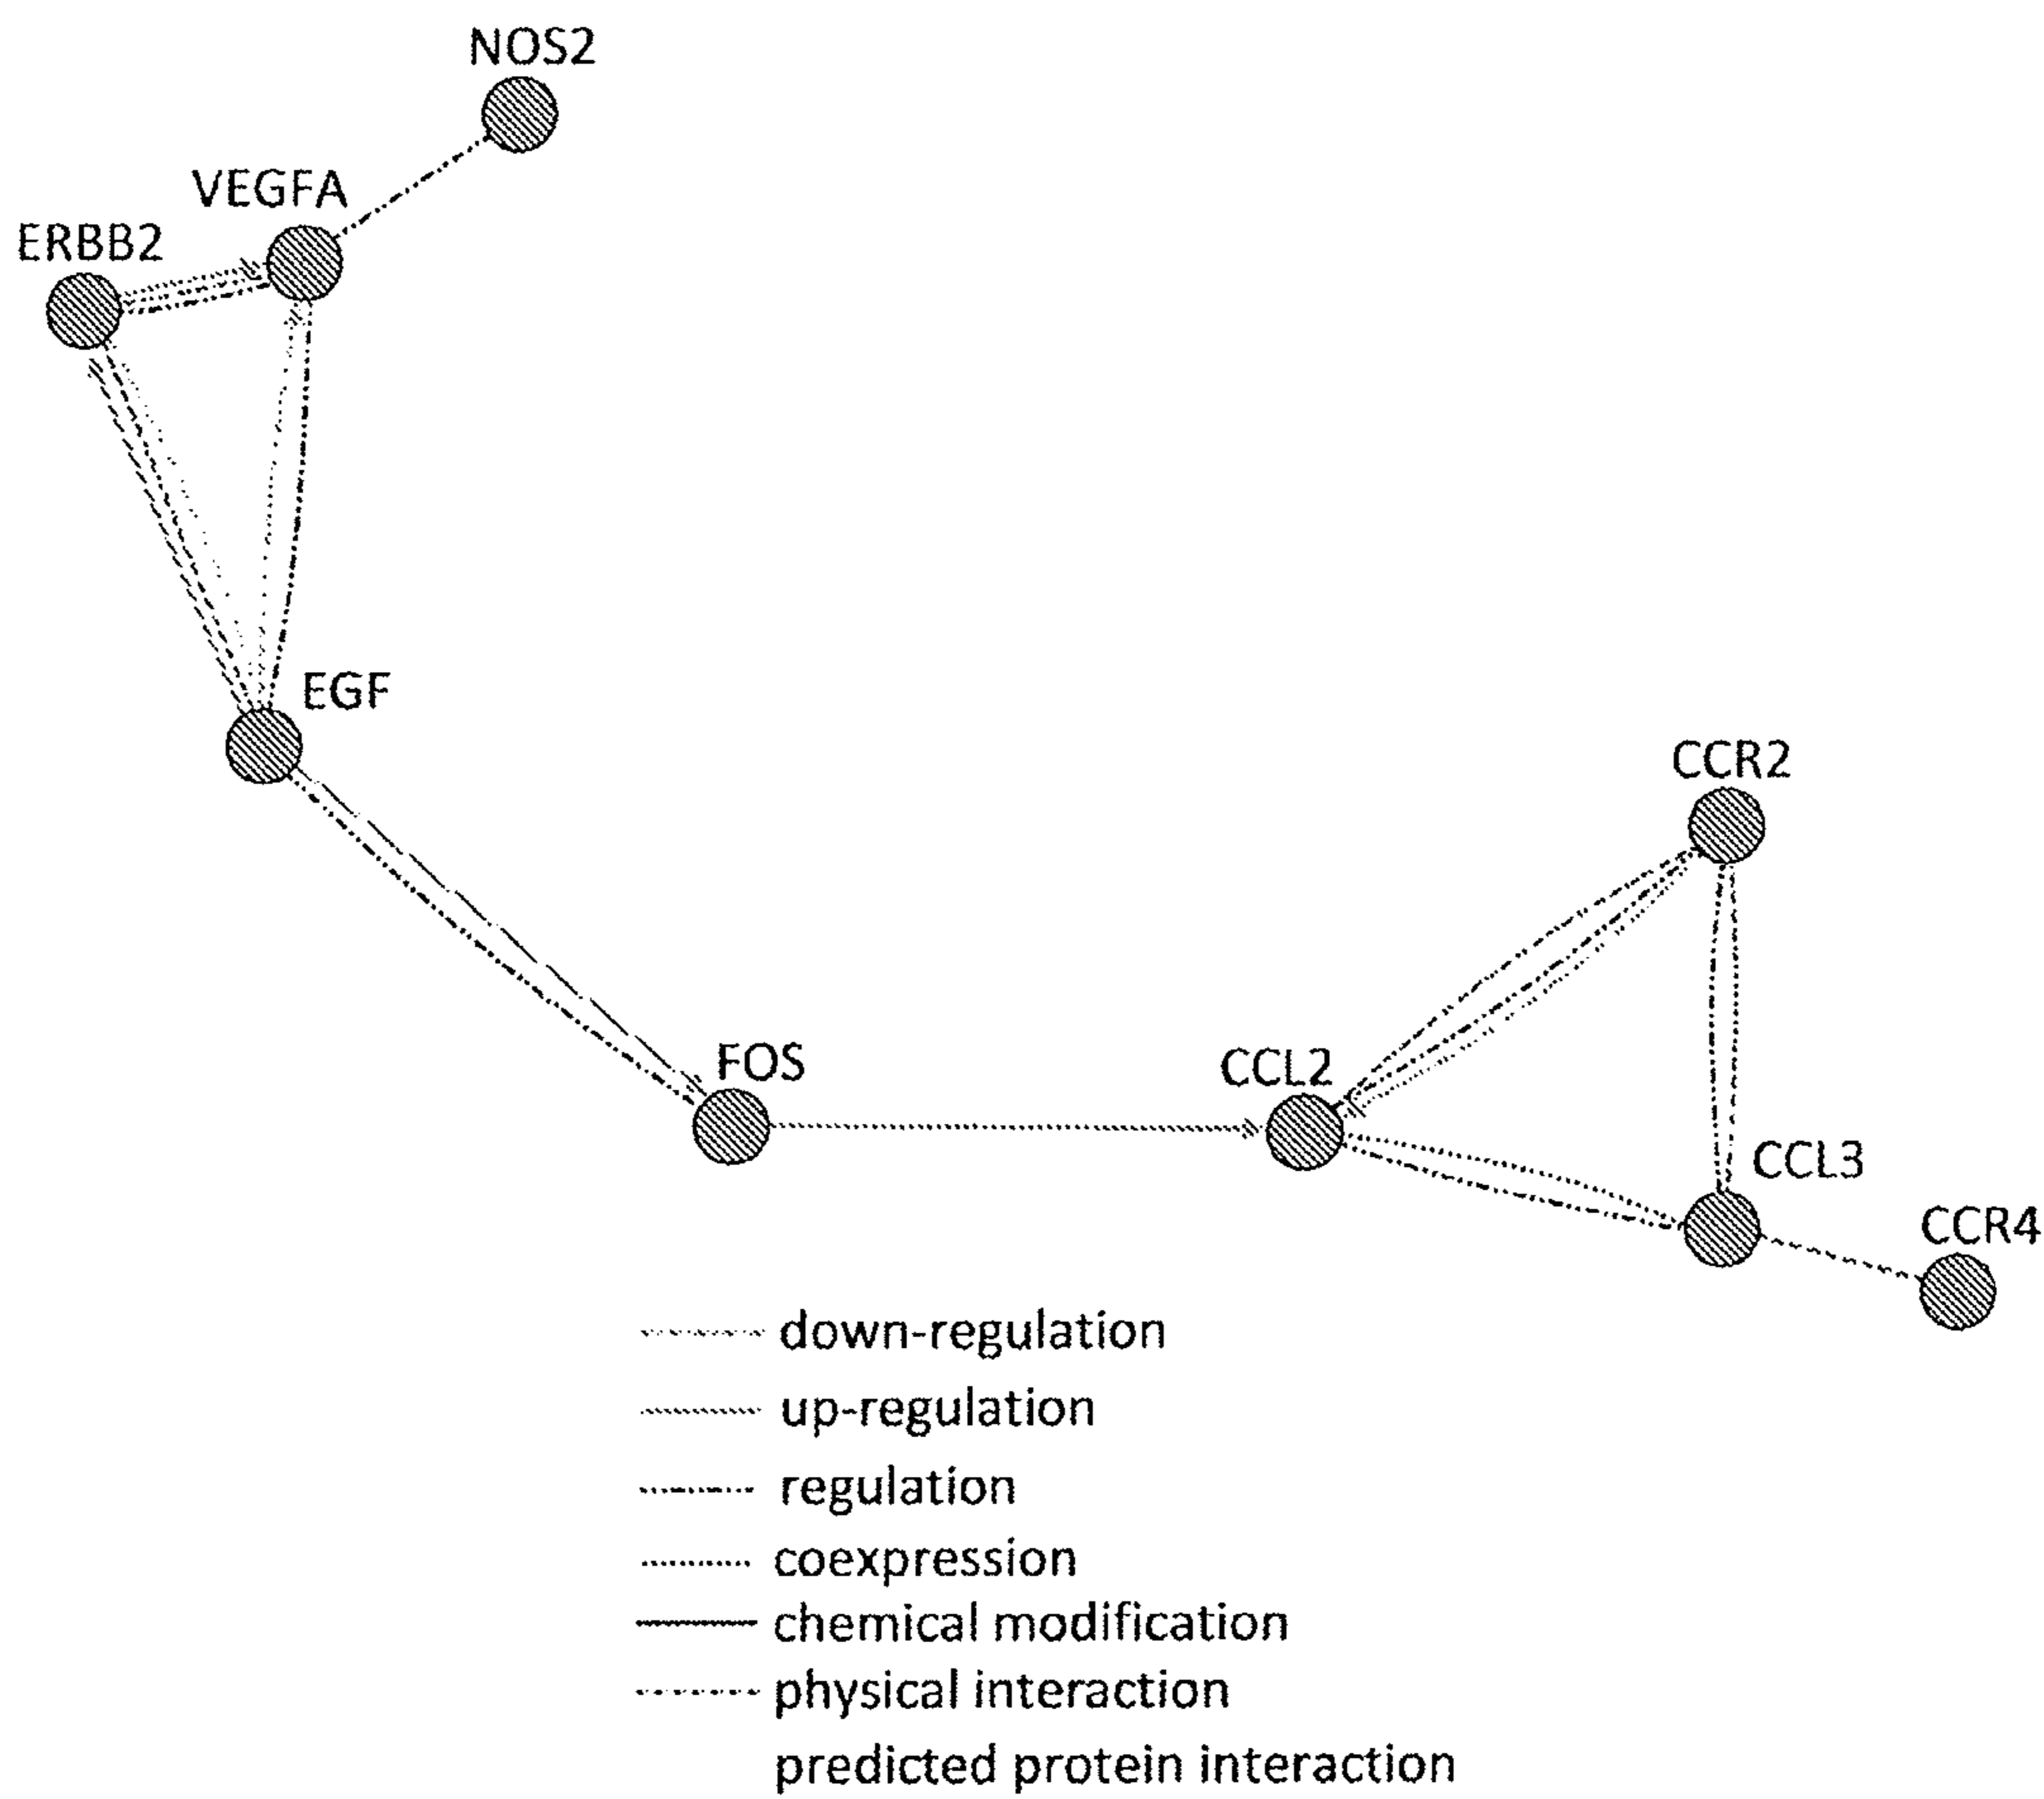 NOS2
VEGFA
ERBB2
EGF
CCR2
FOS
CCL2
CCL3
CCR4
down-regulation
up-regulation
regulation
coexpression
chemical modification
physical interaction
predicted protein interaction